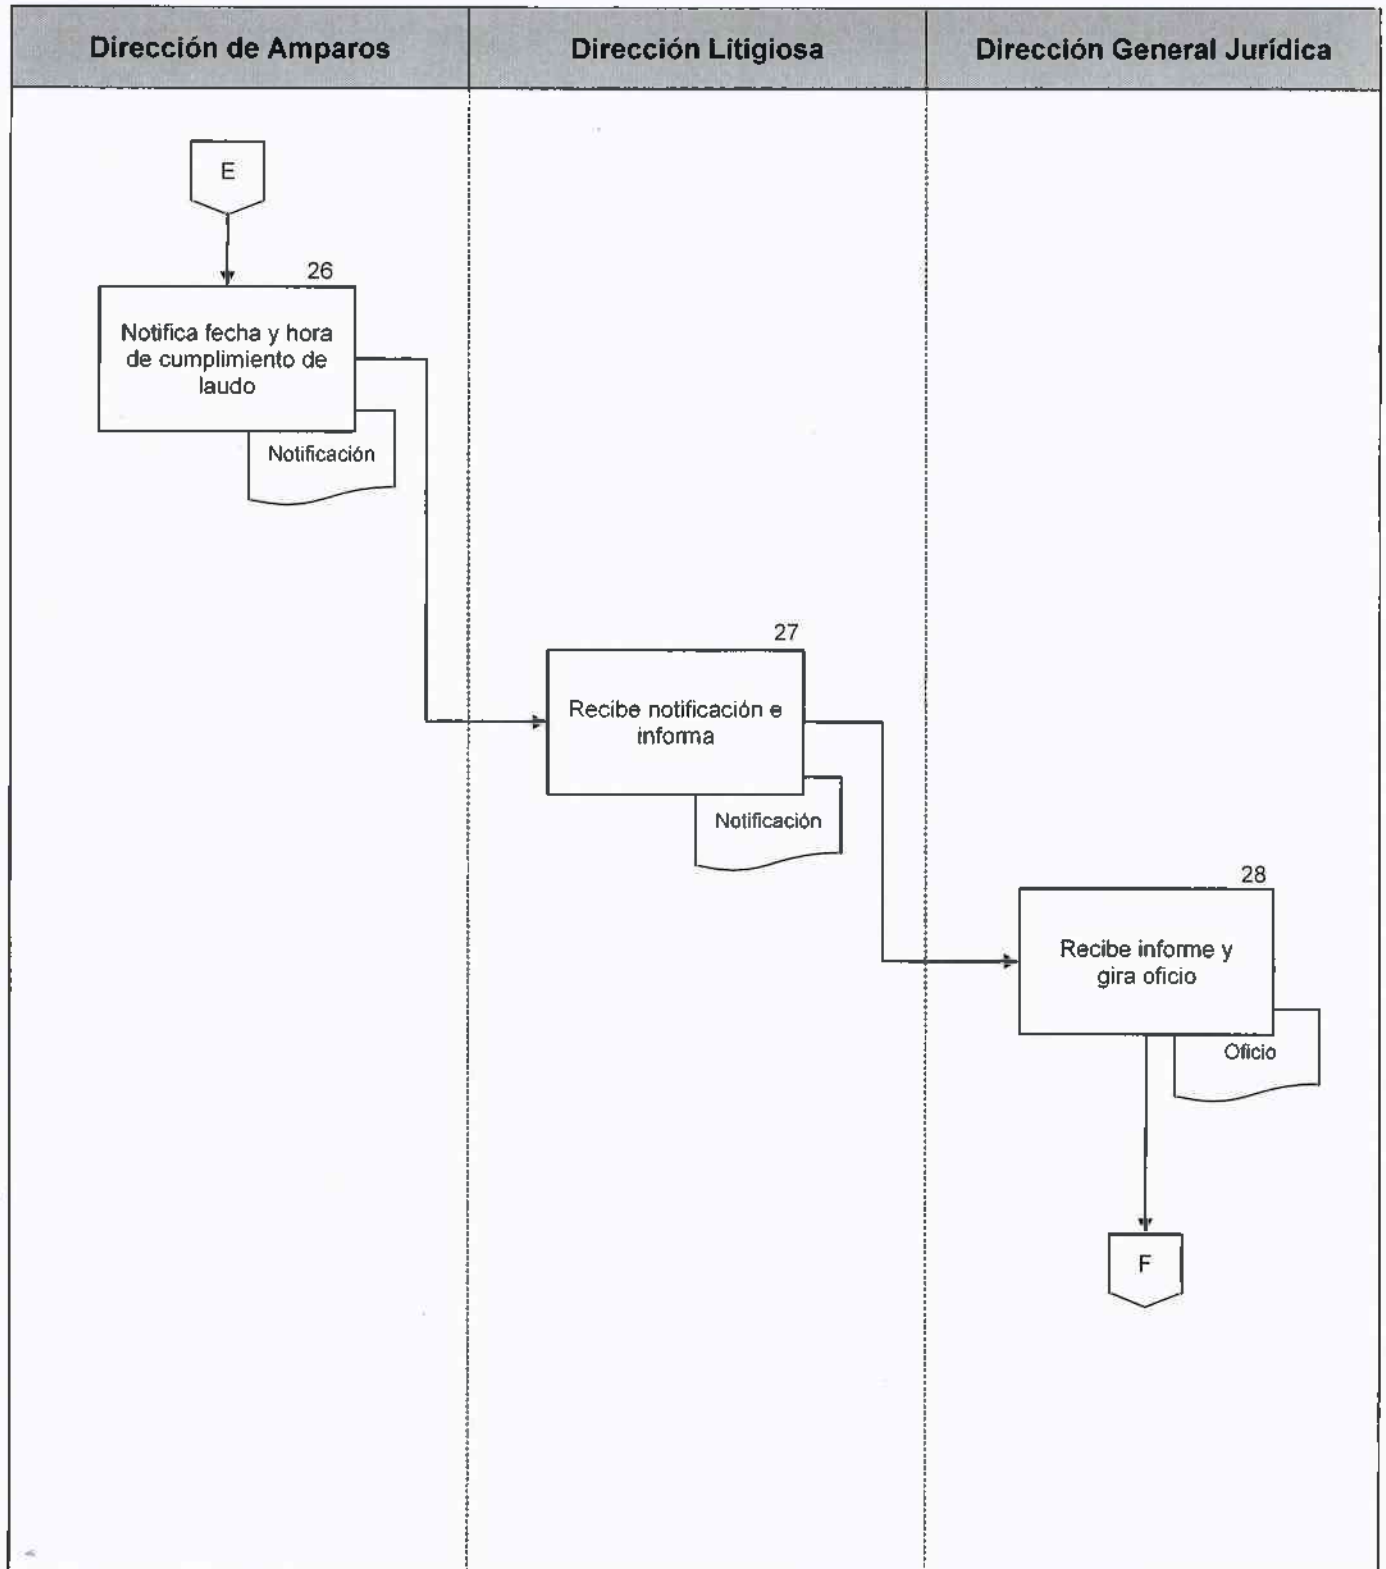 Dirección de Amparos
Dirección Litigiosa
Dirección General Jurídica
E
26
Notifica fecha y hora
de cumplimiento de
laudo
Notificación
27
Recibe notificación e
informa
Notificación
28
Recibe informe y
gira oficio
Oficio
F